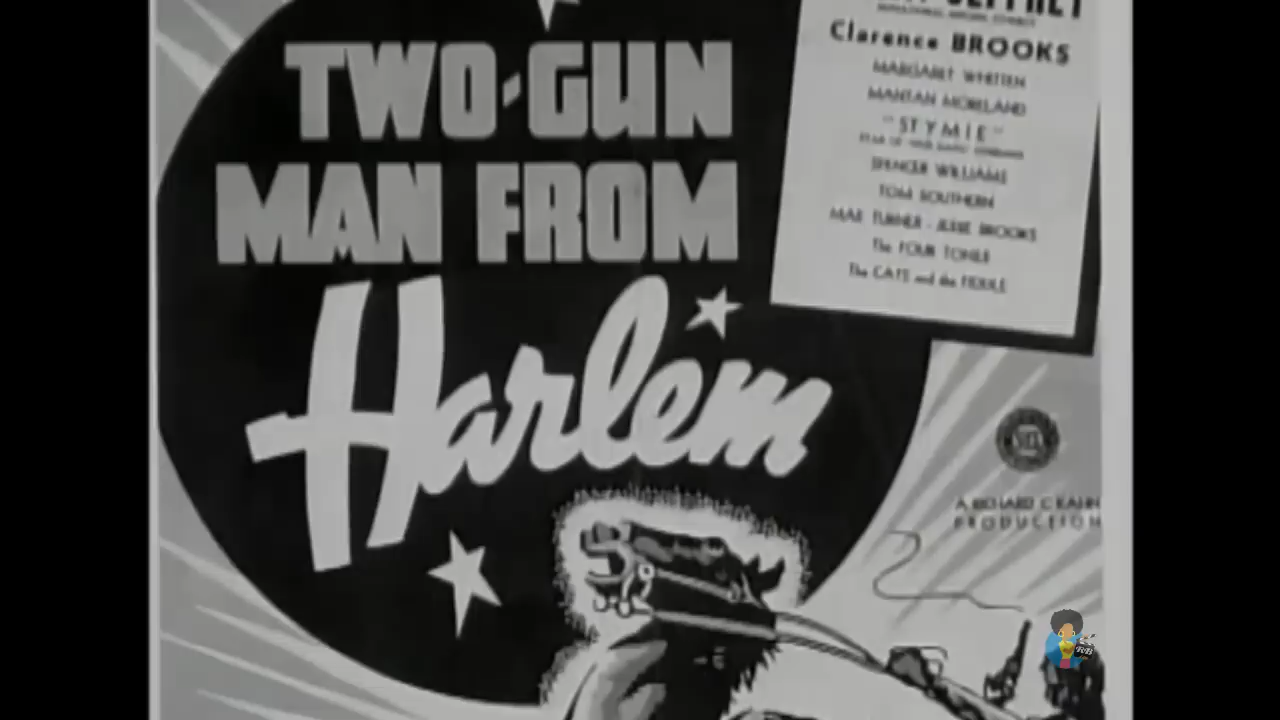 TWO-GUN
MAN FROM
Harlem
Clarence BROOKS
MARGARET WHITTEN
MANTAN MORELAND
"STYMIE"
SPENCER WILLIAMS
TOM SOUTHERN
MAE TURNER - JESSE BROOKS
The FOUR TONES
The CATS and the FIDDLE
A RICHARD C KAHN
PRODUCTION